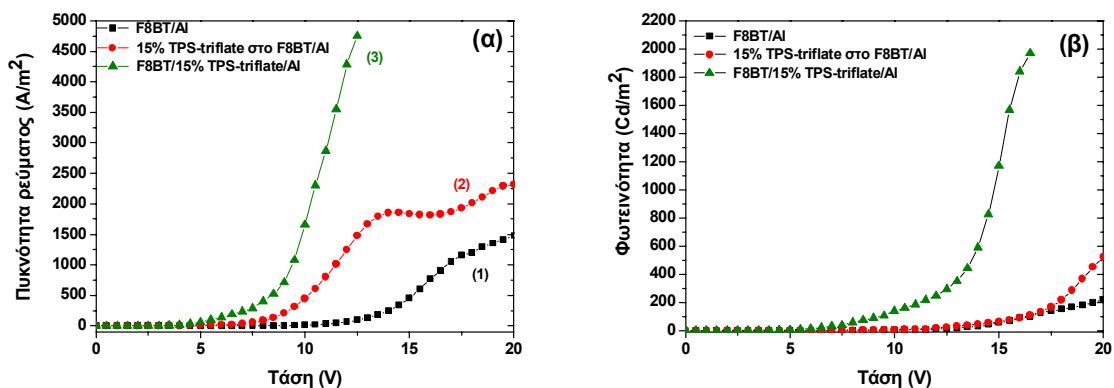 (α)
F8BT/Al
15% TPS-triflate στο F8BT/Al
F8BT/15% TPS-triflate/Al
(3)
(2)
(1)
Πυκνότητα ρεύματος (A/m²)
5000
4500
4000
3500
3000
2500
2000
1500
1000
500
0
0 5 10 15 20
Τάση (V)
(β)
F8BT/Al
15% TPS-triflate στο F8BT/Al
F8BT/15% TPS-triflate/Al
Φωτεινότητα (Cd/m²)
2000
1800
1600
1400
1200
1000
800
600
400
200
0
0 5 10 15 20
Τάση (V)